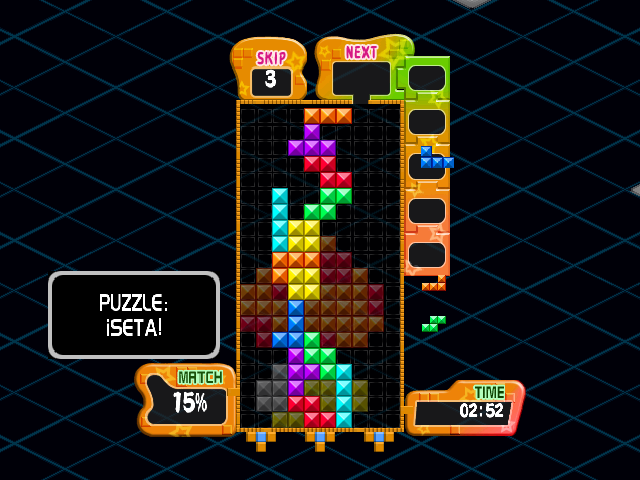 SKIP
3
NEXT
PUZZLE:
¡SETA!
MATCH
15%
TIME
02:52